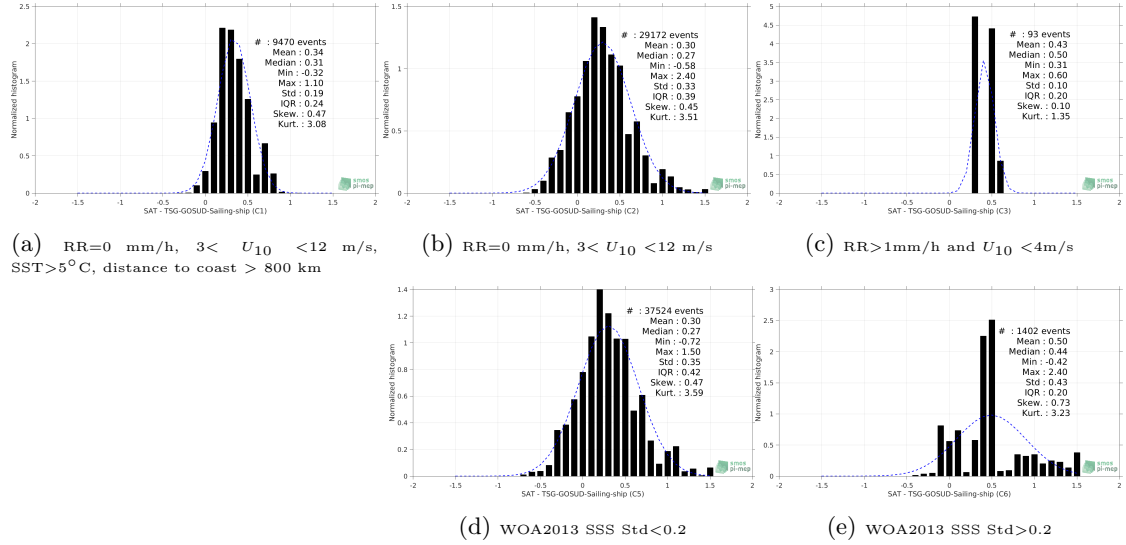 2.5
2
1.5
1
0.5
0
Normalized histogram
# : 9470 events
Mean : 0.34
Median : 0.31
Min : -0.32
Max : 1.10
Std : 0.19
IQR : 0.24
Skew. : 0.47
Kurt. : 3.08
smos
pi-mep
-2 -1.5 -1 -0.5 0 0.5 1 1.5 2
SAT - TSG-GOSUD-Sailing-ship (C1)
(a) RR=0 mm/h, 3< U10 <12 m/s,
SST>5°C, distance to coast > 800 km
1.5
1
0.5
0
Normalized histogram
# : 29172 events
Mean : 0.30
Median : 0.27
Min : -0.58
Max : 2.40
Std : 0.33
IQR : 0.39
Skew. : 0.45
Kurt. : 3.51
smos
pi-mep
-2 -1.5 -1 -0.5 0 0.5 1 1.5 2
SAT - TSG-GOSUD-Sailing-ship (C2)
(b) RR=0 mm/h, 3< U10 <12 m/s
5
4.5
4
3.5
3
2.5
2
1.5
1
0.5
0
Normalized histogram
# : 93 events
Mean : 0.43
Median : 0.50
Min : 0.31
Max : 0.60
Std : 0.10
IQR : 0.20
Skew. : 0.10
Kurt. : 1.35
smos
pi-mep
-2 -1.5 -1 -0.5 0 0.5 1 1.5 2
SAT - TSG-GOSUD-Sailing-ship (C3)
(c) RR>1mm/h and U10 <4m/s
1.4
1.2
1
0.8
0.6
0.4
0.2
0
Normalized histogram
# : 37524 events
Mean : 0.30
Median : 0.27
Min : -0.72
Max : 1.50
Std : 0.35
IQR : 0.42
Skew. : 0.47
Kurt. : 3.59
smos
pi-mep
-2 -1.5 -1 -0.5 0 0.5 1 1.5 2
SAT - TSG-GOSUD-Sailing-ship (C5)
(d) WOA2013 SSS Std<0.2
3
2.5
2
1.5
1
0.5
0
Normalized histogram
# : 1402 events
Mean : 0.50
Median : 0.44
Min : -0.42
Max : 2.40
Std : 0.43
IQR : 0.20
Skew. : 0.73
Kurt. : 3.23
smos
pi-mep
-2 -1.5 -1 -0.5 0 0.5 1 1.5 2
SAT - TSG-GOSUD-Sailing-ship (C6)
(e) WOA2013 SSS Std>0.2